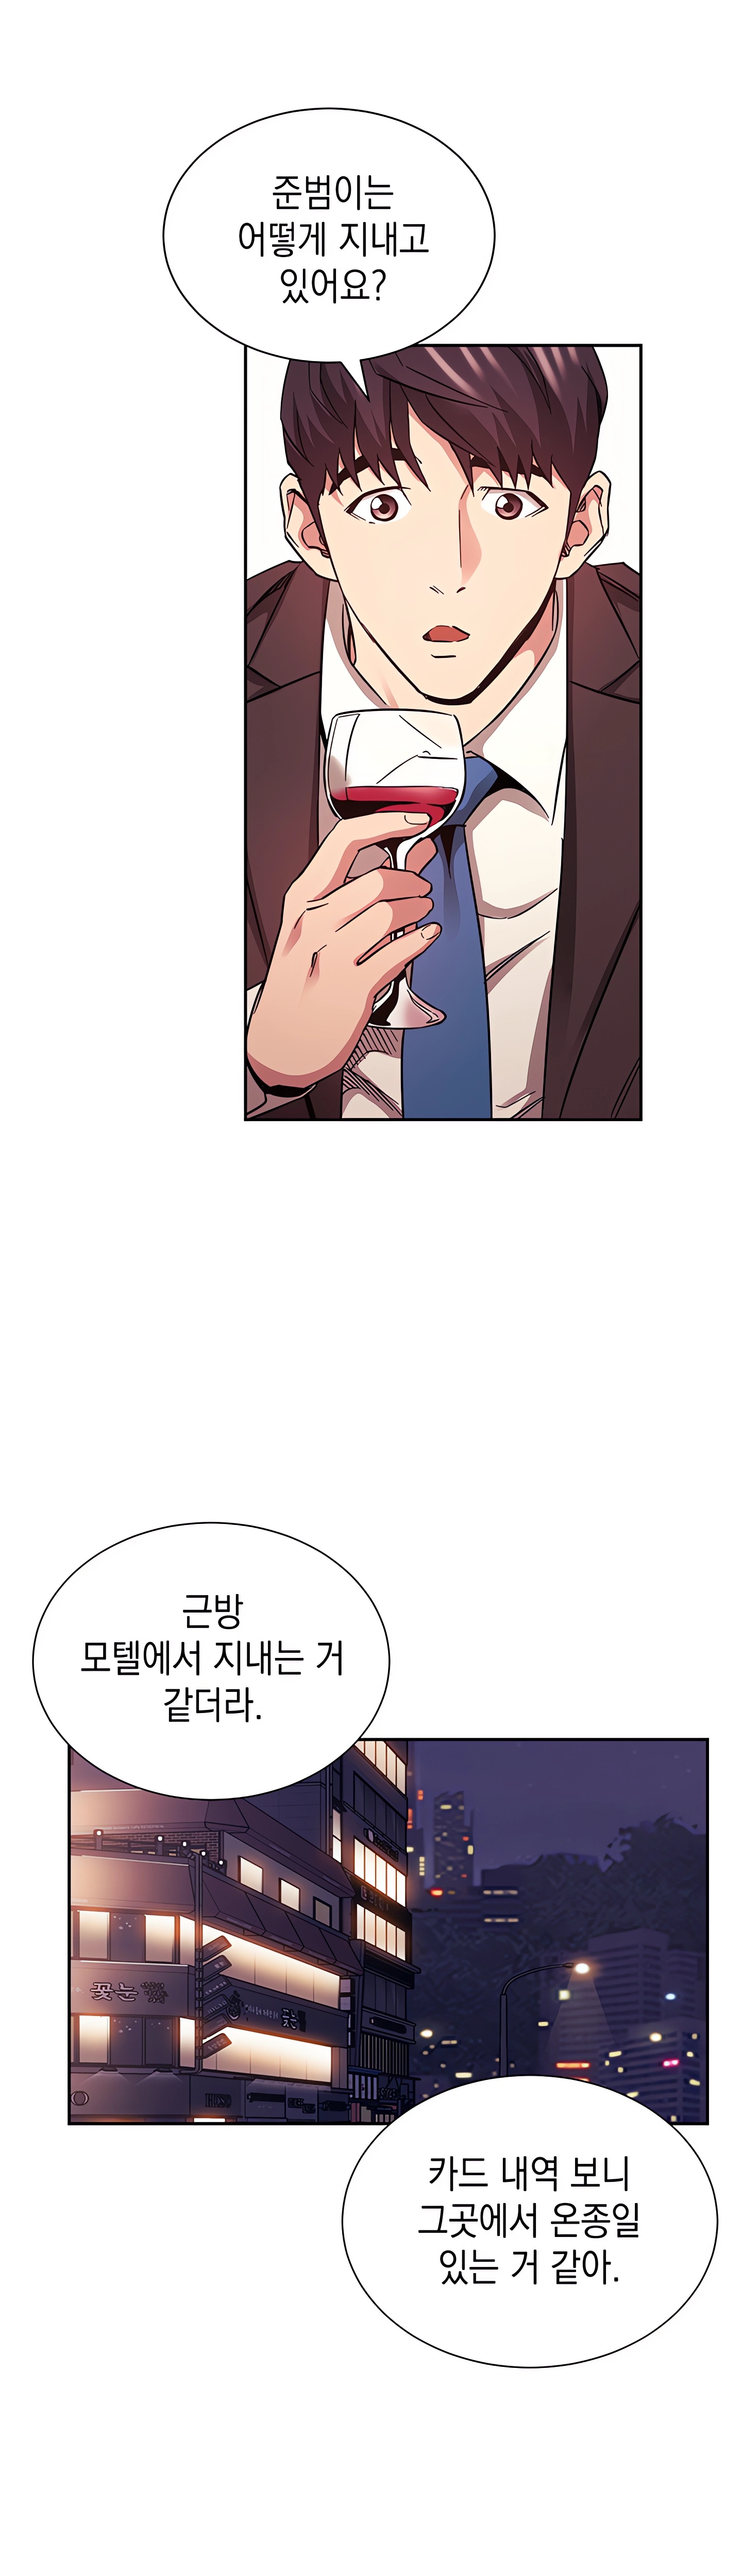 준범이는
어떻게 지내고
있어요?
근방
모텔에서 지내는 거
같더라.
꽃눈
카드 내역 보니
그곳에서 온종일
있는 거 같아.